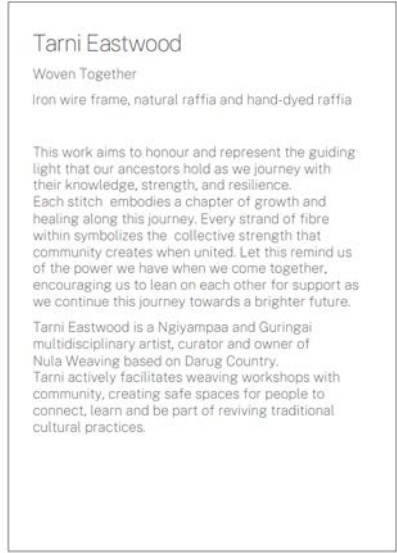 Tarni Eastwood
Woven Together
Iron wire frame, natural raffia and hand-dyed raffia
This work aims to honour and represent the guiding
light that our ancestors hold as we journey with
their knowledge, strength, and resilience.
Each stitch embodies a chapter of growth and
healing along this journey. Every strand of fibre
within symbolizes the collective strength that
community creates when united. Let this remind us
of the power we have when we come together,
encouraging us to lean on each other for support as
we continue this journey towards a brighter future.
Tarni Eastwood is a Ngiyampaa and Guringai
multidisciplinary artist, curator and owner of
Nula Weaving based on Darug Country.
Tarni actively facilitates weaving workshops with
community, creating safe spaces for people to
connect, learn and be part of reviving traditional
cultural practices.